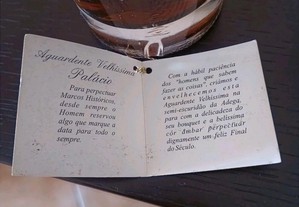 Aguardente Velhíssima
Palácio
Para perpectuar
Marcos Históricos,
desde sempre o
Homem reservou
algo que marque a
data para todo o
sempre.
Com a hábil paciência
dos "homens que sabem
fazer as coisas", criámos e
envelhecemos esta
Aguardente Velhíssima na
semi-escuridão da Adega,
para com a delicadeza do
seu bouquet e a belíssima
côr âmbar perpectuár
dignamente um feliz Final
do Século.